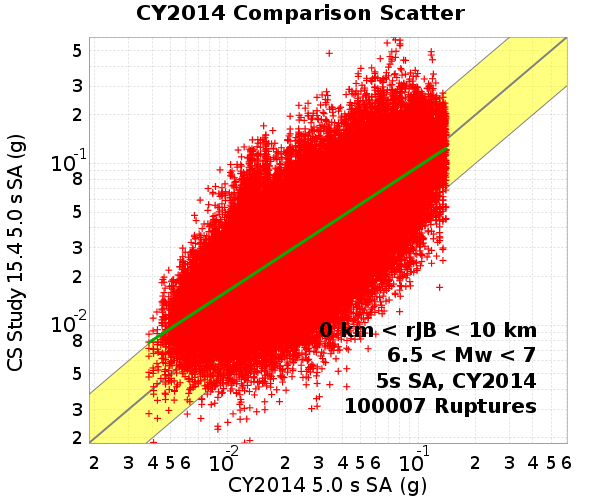 CY2014 Comparison Scatter
CS Study 15.4 5.0 s SA (g)
5
3
2
10-1
8
5
3
2
10-2
8
5
3
2
0 km < rJB < 10 km
6.5 < Mw < 7
5s SA, CY2014
100007 Ruptures
2 3 4 5 6 10-2 2 3 4 5 6 10-1 2 3 4 5 6
CY2014 5.0 s SA (g)